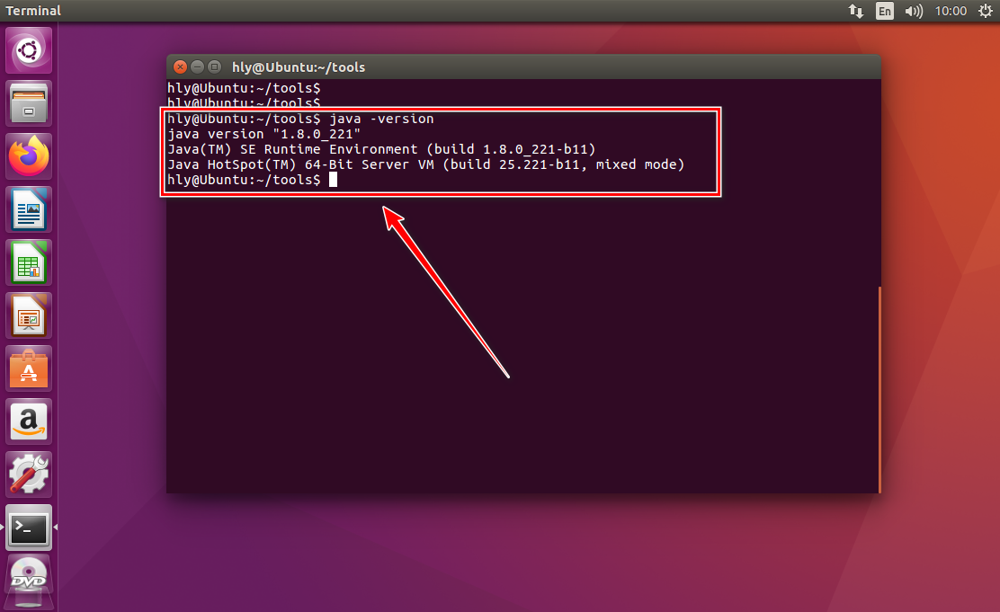 Terminal
En
10:00
hly@Ubuntu:~/tools
hly@Ubuntu:~/tools$
hly@Ubuntu:~/tools$
hly@Ubuntu:~/tools$ java -version
java version "1.8.0_221"
Java(TM) SE Runtime Environment (build 1.8.0_221-b11)
Java HotSpot(TM) 64-Bit Server VM (build 25.221-b11, mixed mode)
hly@Ubuntu:~/tools$
A
a
>_
DVD